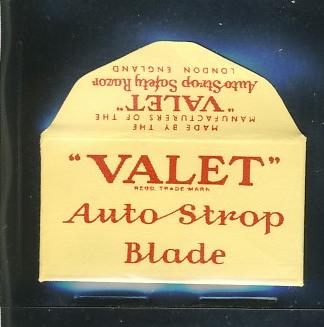 MADE BY THE
MANUFACTURERS OF THE
"VALET"
Auto Strop Safety Razor
LONDON ENGLAND
"VALET"
REGD. TRADE MARK
Auto Strop
Blade